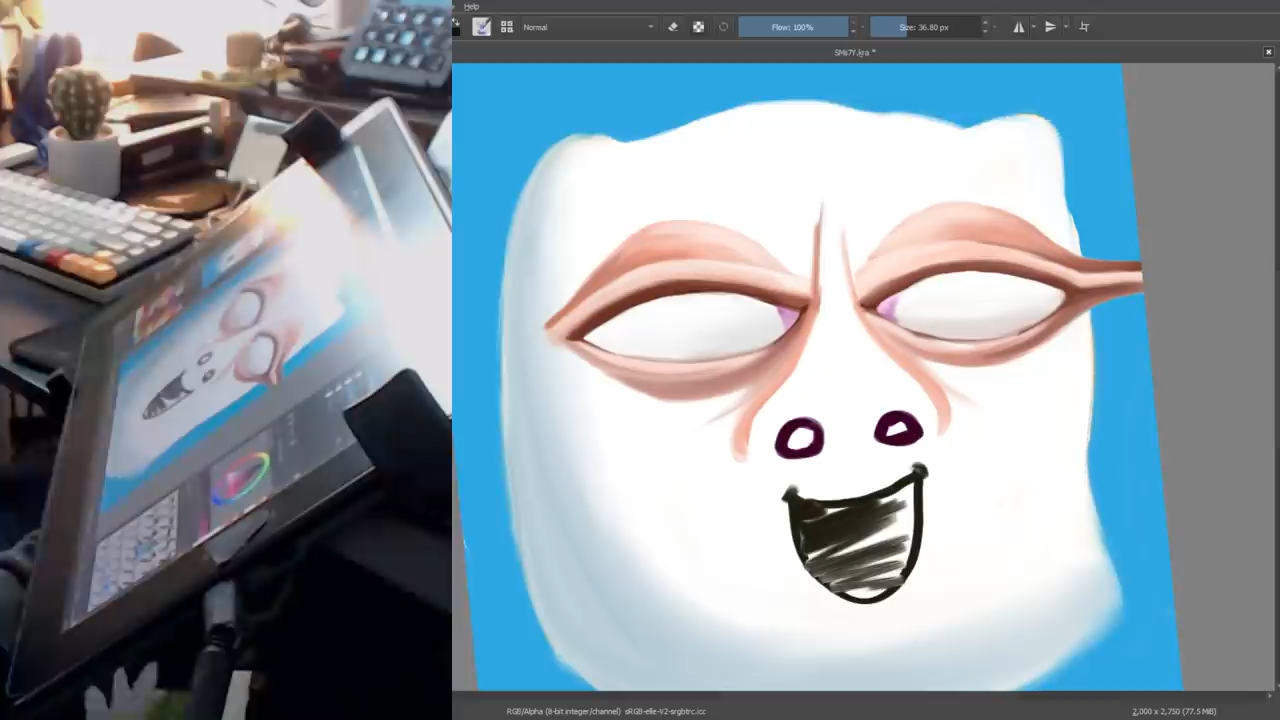 Help
Normal
Flow: 100%
Size: 36.80 px
SMi7Y.kra *
RGB/Alpha (8-bit integer/channel) sRGB-elle-V2-srgbtrc.icc
2,000 x 2,750 (77.5 MiB)